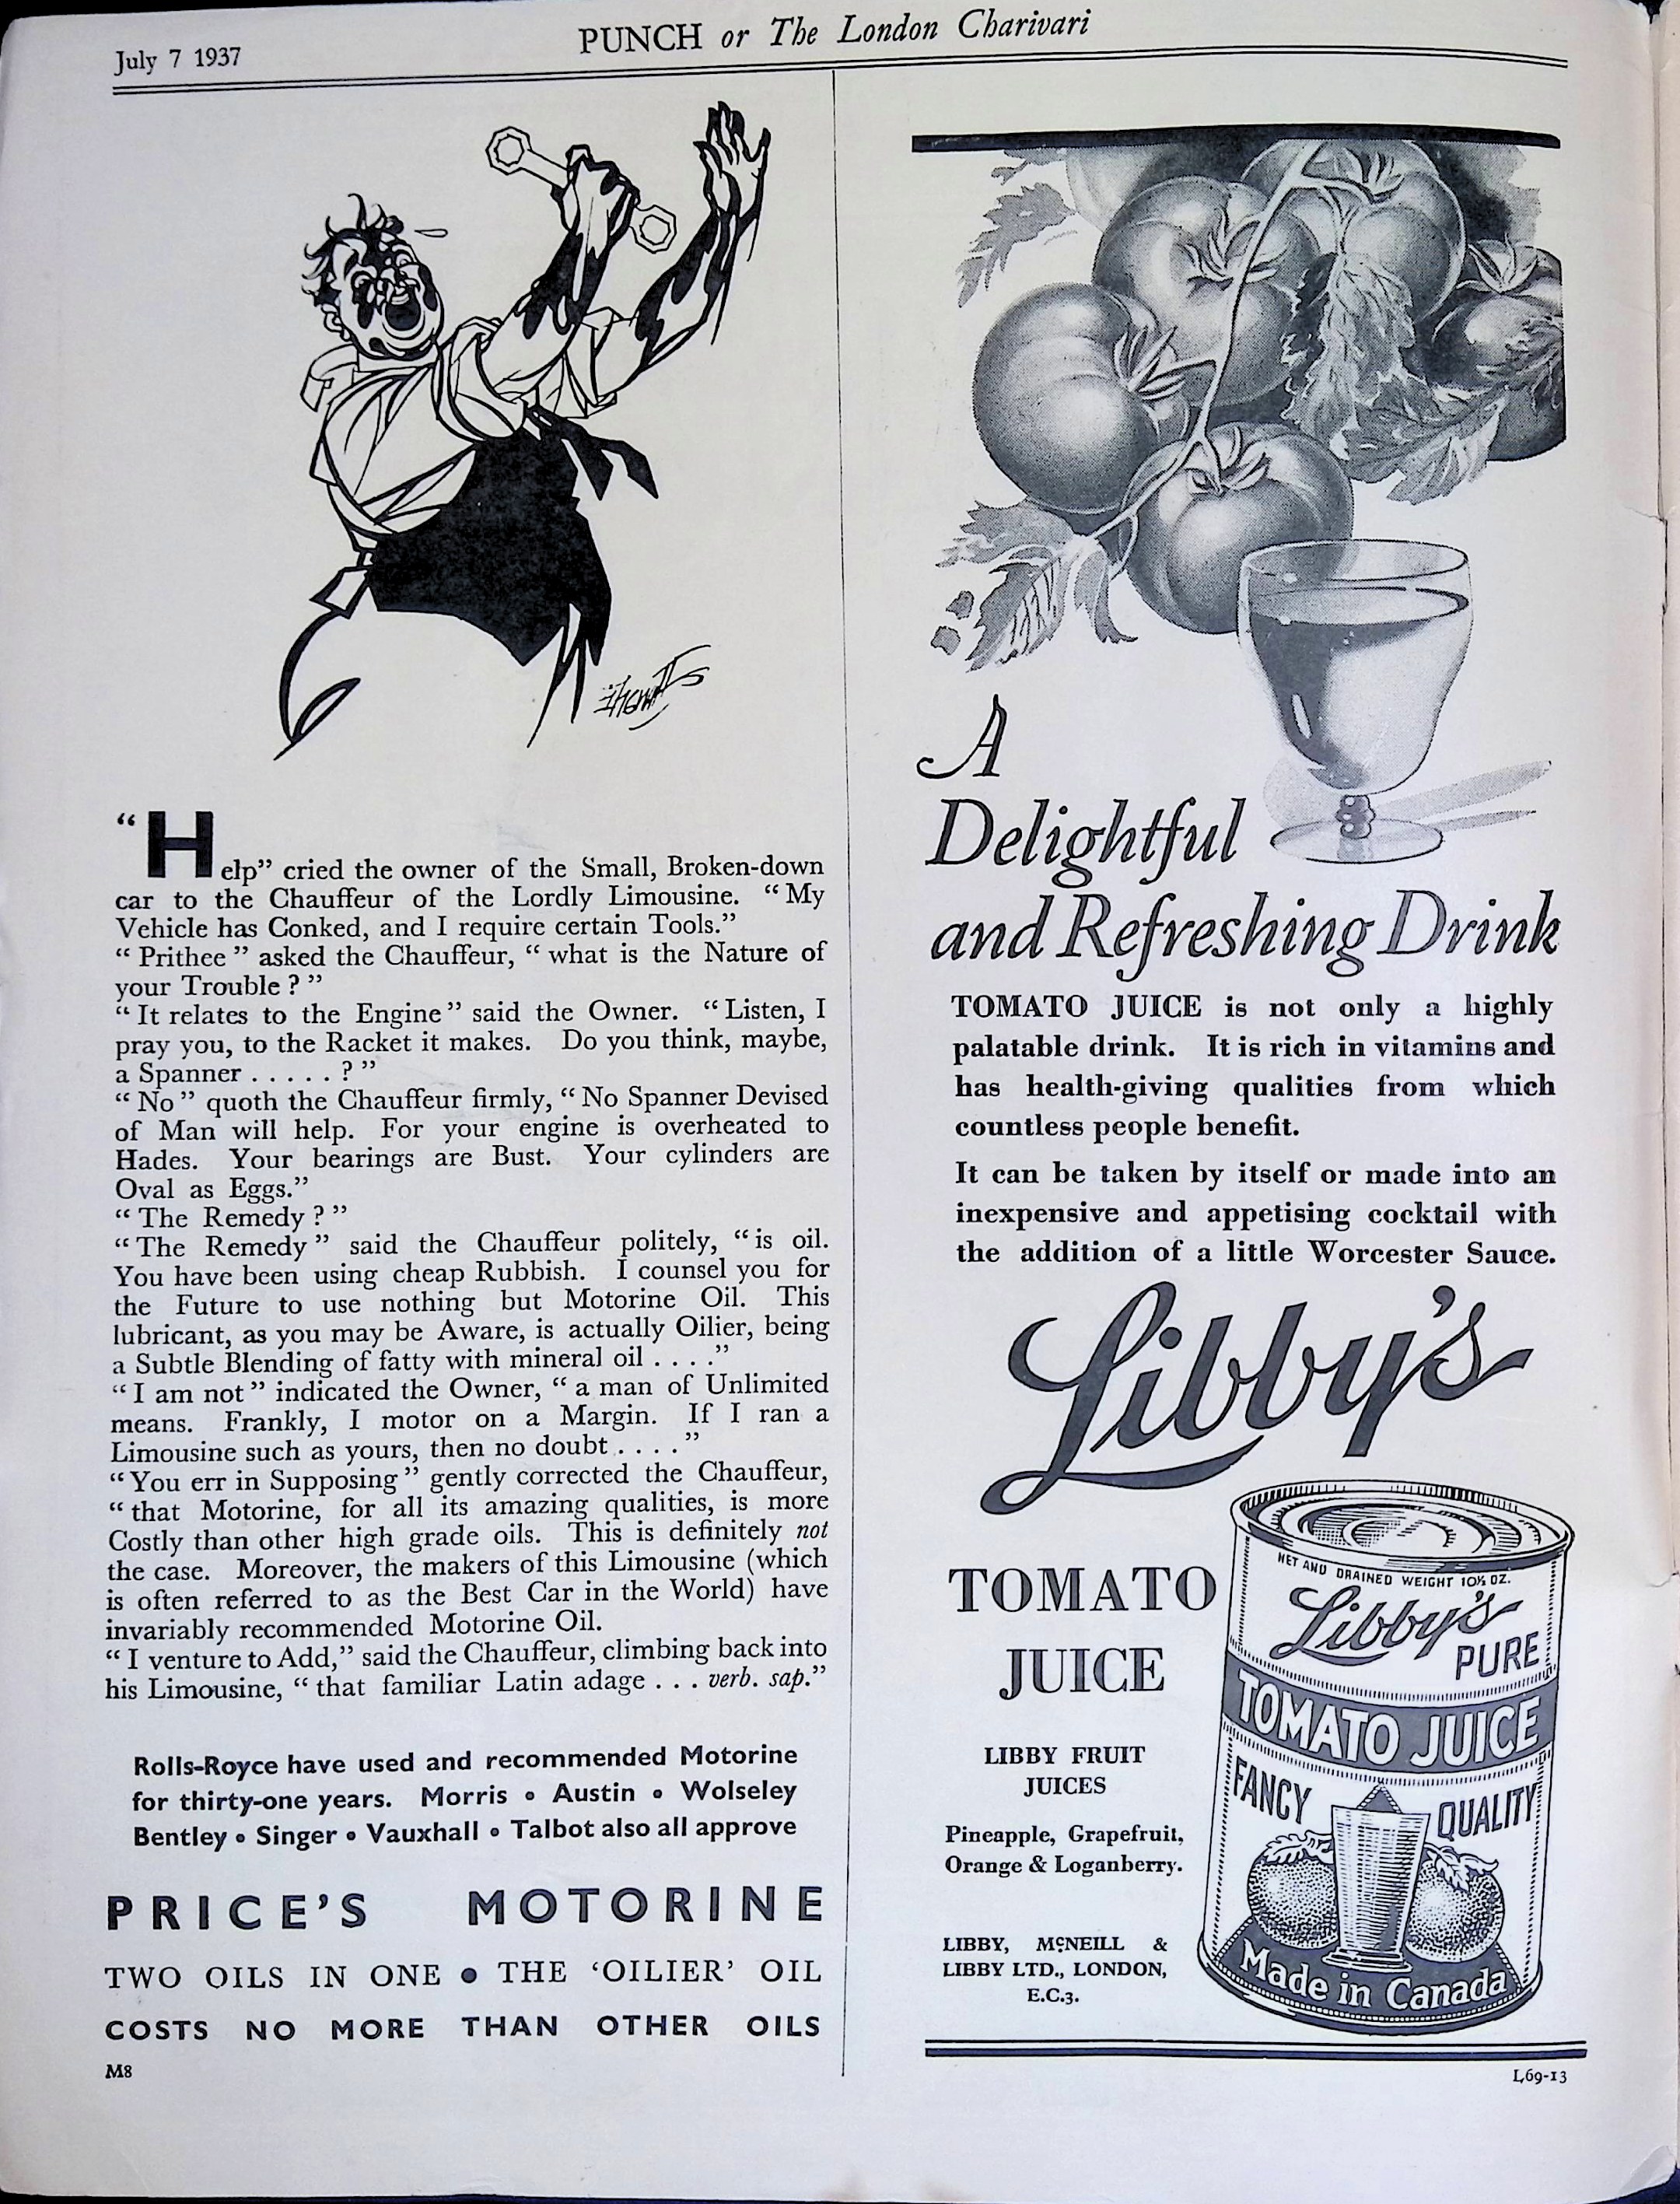 July 7 1937
PUNCH or The London Charivari
“Help” cried the owner of the Small, Broken-down
car to the Chauffeur of the Lordly Limousine. “My
Vehicle has Conked, and I require certain Tools.”
“Prithee” asked the Chauffeur, “what is the Nature of
your Trouble?”
“It relates to the Engine” said the Owner. “Listen, I
pray you, to the Racket it makes. Do you think, maybe,
a Spanner . . . . . ?”
“No” quoth the Chauffeur firmly, “No Spanner Devised
of Man will help. For your engine is overheated to
Hades. Your bearings are Bust. Your cylinders are
Oval as Eggs.”
“The Remedy?”
“The Remedy” said the Chauffeur politely, “is oil.
You have been using cheap Rubbish. I counsel you for
the Future to use nothing but Motorine Oil. This
lubricant, as you may be Aware, is actually Oilier, being
a Subtle Blending of fatty with mineral oil . . . .”
“I am not” indicated the Owner, “a man of Unlimited
means. Frankly, I motor on a Margin. If I ran a
Limousine such as yours, then no doubt . . . .”
“You err in Supposing” gently corrected the Chauffeur,
“that Motorine, for all its amazing qualities, is more
Costly than other high grade oils. This is definitely not
the case. Moreover, the makers of this Limousine (which
is often referred to as the Best Car in the World) have
invariably recommended Motorine Oil.
“I venture to Add,” said the Chauffeur, climbing back into
his Limousine, “that familiar Latin adage . . . verb. sap.”
Rolls-Royce have used and recommended Motorine
for thirty-one years. Morris • Austin • Wolseley
Bentley • Singer • Vauxhall • Talbot also all approve
PRICE’S MOTORINE
TWO OILS IN ONE • THE ‘OILIER’ OIL
COSTS NO MORE THAN OTHER OILS
M8
A
Delightful
and Refreshing Drink
TOMATO JUICE is not only a highly
palatable drink. It is rich in vitamins and
has health-giving qualities from which
countless people benefit.
It can be taken by itself or made into an
inexpensive and appetising cocktail with
the addition of a little Worcester Sauce.
Libby’s
TOMATO
JUICE
LIBBY FRUIT
JUICES
Pineapple, Grapefruit,
Orange & Loganberry.
LIBBY, McNEILL &
LIBBY LTD., LONDON,
E.C.3.
NET AND DRAINED WEIGHT 10½ OZ.
Libby’s
PURE
TOMATO JUICE
FANCY QUALITY
Made in Canada
L69-13